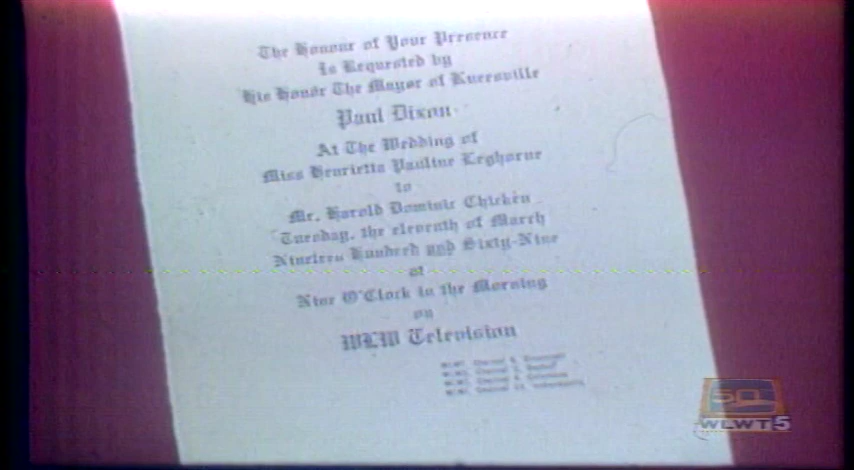 The Honour of Your Presence
Is Requested by
His Honor The Mayor of Kneesville
Paul Dixon
At The Wedding of
Miss Henrietta Pauline Leghorne
to
Mr. Harold Dominic Chicken
Tuesday, the eleventh of March
Nineteen Hundred and Sixty-Nine
at
Nine O'Clock in the Morning
on
WLW Television
50
WLWT5